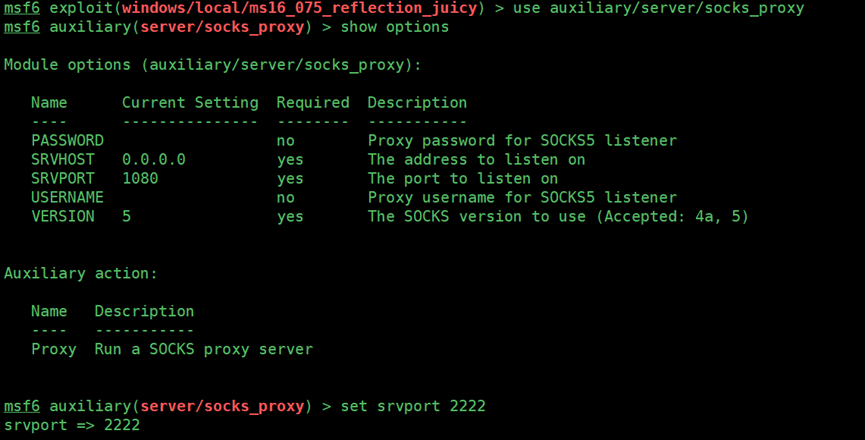 msf6 exploit(windows/local/ms16_075_reflection_juicy) > use auxiliary/server/socks_proxy
msf6 auxiliary(server/socks_proxy) > show options
Module options (auxiliary/server/socks_proxy):
Name      Current Setting  Required  Description
----      ---------------  --------  -----------
PASSWORD                   no        Proxy password for SOCKS5 listener
SRVHOST   0.0.0.0          yes       The address to listen on
SRVPORT   1080             yes       The port to listen on
USERNAME                   no        Proxy username for SOCKS5 listener
VERSION   5                yes       The SOCKS version to use (Accepted: 4a, 5)
Auxiliary action:
Name   Description
----   -----------
Proxy  Run a SOCKS proxy server
msf6 auxiliary(server/socks_proxy) > set srvport 2222
srvport => 2222